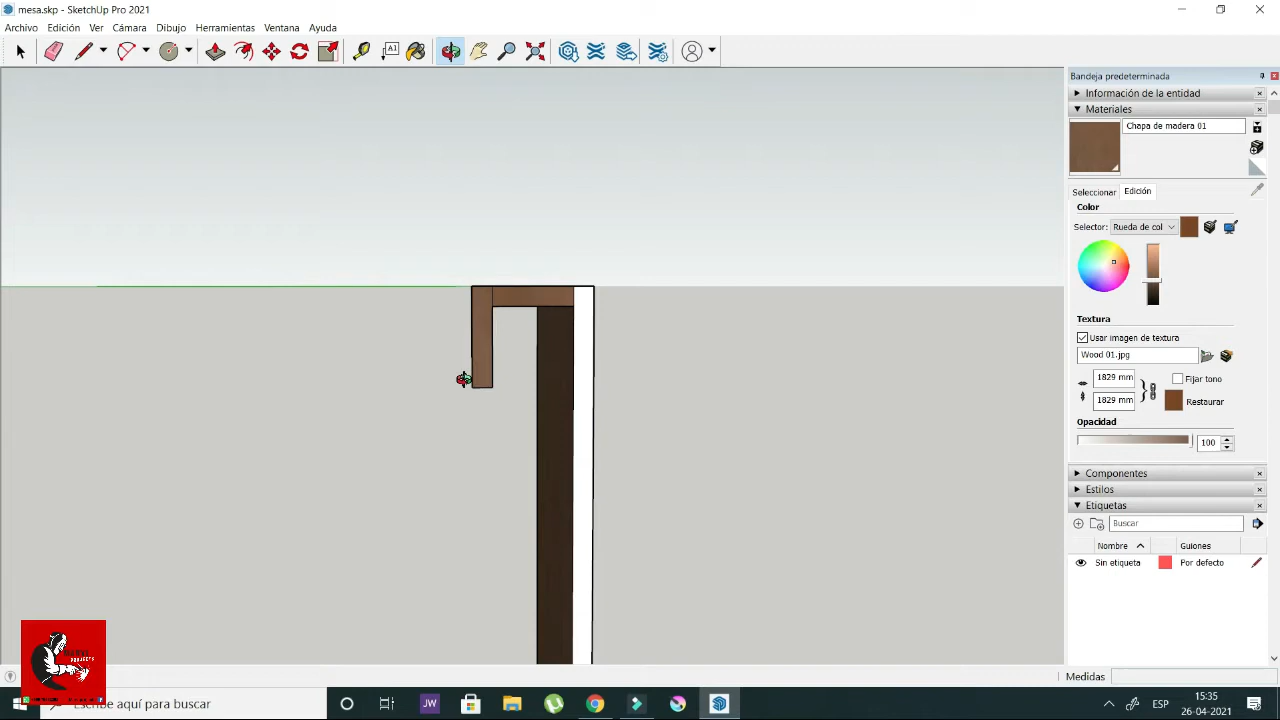 mesa.skp - SketchUp Pro 2021
Archivo Edición Ver Cámara Dibujo Herramientas Ventana Ayuda
A1
Bandeja predeterminada
Información de la entidad
Materiales
Chapa de madera 01
Seleccionar Edición
Color
Selector: Rueda de col
Textura
Usar imagen de textura
Wood 01.jpg
1829 mm Fijar tono
1829 mm Restaurar
Opacidad
100
Componentes
Estilos
Etiquetas
Buscar
Nombre Guiones
Sin etiqueta Por defecto
Medidas
Escribe aquí para buscar
JW
ESP
15:35
26-04-2021